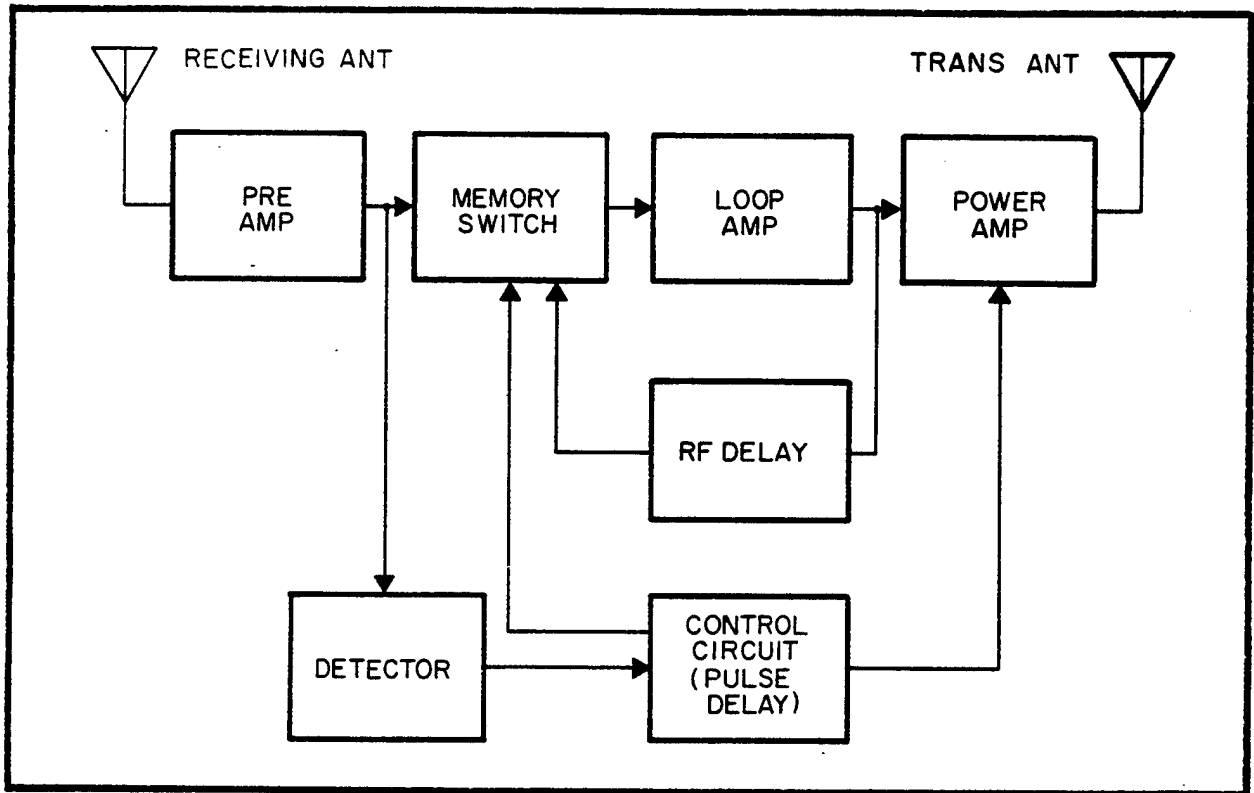 RECEIVING ANT
TRANS ANT
PRE
AMP
MEMORY
SWITCH
LOOP
AMP
POWER
AMP
RF DELAY
DETECTOR
CONTROL
CIRCUIT
(PULSE
DELAY)